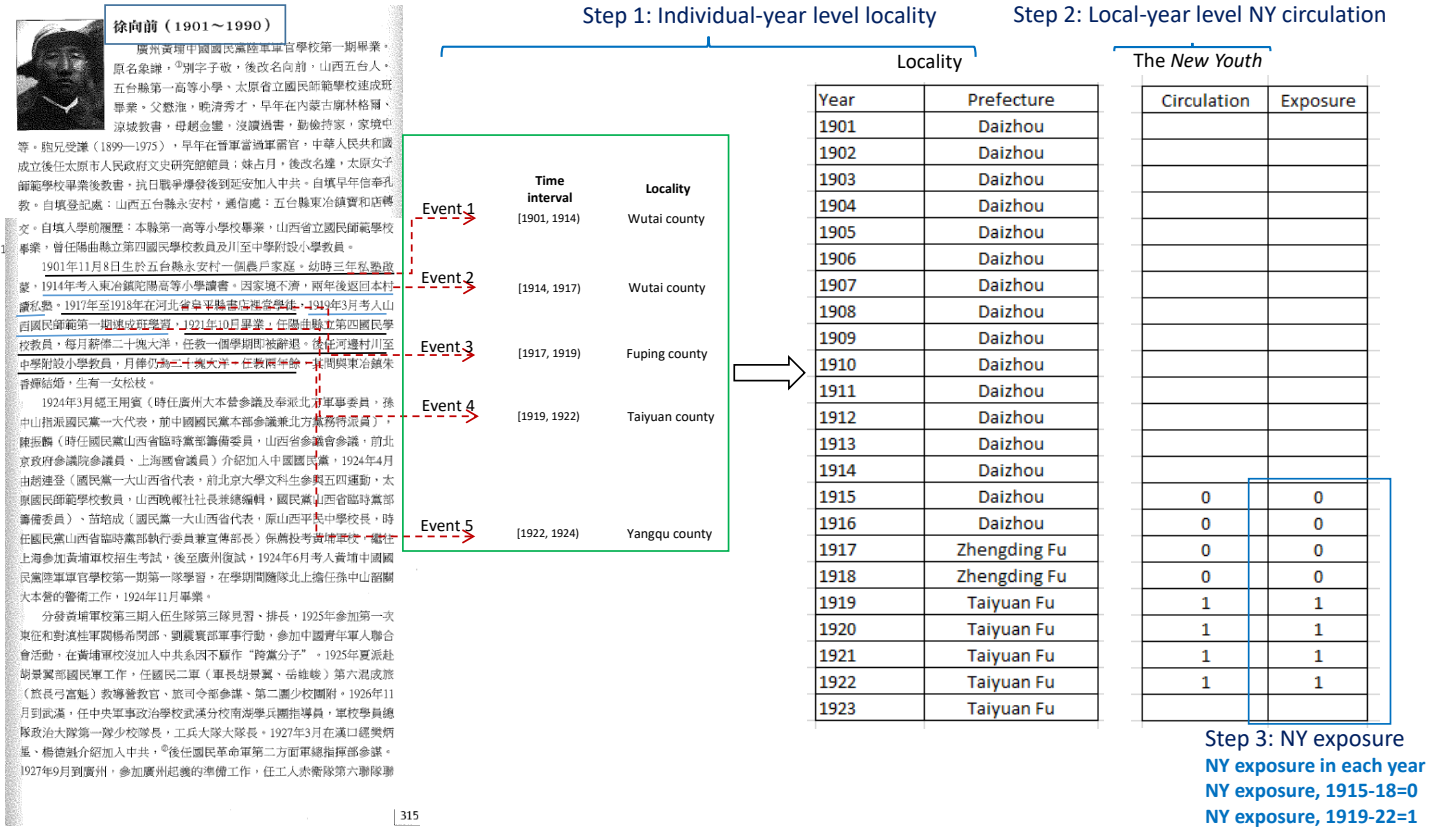 Step 1: Individual-year level locality
Step 2: Local-year level NY circulation
徐向前（1901～1990）
廣州黃埔中國國民黨陸軍軍官學校第一期畢業。
原名象謙，①別字子敬，後改名向前，山西五台人。
五台縣第一高等小學、太原省立國民師範學校速成班
畢業。父懋淮，晚清秀才、早年在內蒙古廓林格爾、
涼城教書，母趙金鑾。沒讀過書，勤儉持家，家境中
等。胞兄受謙（1899—1975），早年在晉軍當過軍需官，中華人民共和國
成立後任太原市人民政府文史研究館館員；妹占月，後改名達，太原女子
師範學校畢業後教書，抗日戰爭爆發後到延安加入中共。自填早年信奉孔
教。自填登記處：山西五台縣永安村，通信處：五台縣東冶鎮寶和店轉
交。自填入學前履歷：本縣第一高等小學校畢業，山西省立國民師範學校
畢業，曾任陽曲縣立第四國民學校教員及川至中學附設小學教員。
1901年11月8日生於五台縣永安村一個農戶家庭。幼時三年私塾啟
蒙，1914年考入東冶鎮陀陽高等小學讀書。因家境不濟，兩年後返回本村
讀私塾。1917年至1918年在河北省阜平縣書店裡當學徒，1919年3月考入山
西國民師範第一期速成班學習，1921年10月畢業，任陽曲縣立第四國民學
校教員，每月薪俸二十塊大洋，任教一個學期即被辭退。後任河邊村川至
中學附設小學教員，月俸仍為二十塊大洋，任教兩年餘，其間與東冶鎮朱
香嬋結婚，生有一女松枝。
1924年3月經王用賓（時任廣州大本營參議及奉派北方軍事委員，孫
中山指派國民黨一大代表，前中國國民黨本部參議兼北方黨務特派員），
陳振麟（時任國民黨山西省臨時黨部籌備委員，山西省參議會參議，前北
京政府參議院參議員、上海國會議員）介紹加入中國國民黨，1924年4月
由趙連登（國民黨一大山西省代表，前北京大學文科生參與五四運動，太
原國民師範學校教員，山西晚報社社長兼總編輯，國民黨山西省臨時黨部
籌備委員）、苗培成（國民黨一大山西省代表，原山西平民中學校長，時
任國民黨山西省臨時黨部執行委員兼宣傳部長）保薦投考黃埔軍校，繼往
上海參加黃埔軍校招生考試，後至廣州復試，1924年6月考入黃埔中國國
民黨陸軍軍官學校第一期第一隊學習，在學期間隨隊北上擔任孫中山韶關
大本營的警衛工作，1924年11月畢業。
分發黃埔軍校第三期入伍生隊第三隊見習、排長，1925年參加第一次
東征和對滇桂軍閥楊希閔部、劉震寰部軍事行動，參加中國青年軍人聯合
會活動，在黃埔軍校沒加入中共系因不願作“跨黨分子”。1925年夏派赴
胡景翼部國民軍工作，任國民二軍（軍長胡景翼、岳維峻）第六混成旅
（旅長弓富魁）教導營教官、旅司令部參謀、第二團少校團附。1926年11
月到武漢，任中央軍事政治學校武漢分校南湖學兵團指導員，軍校學員總
隊政治大隊第一隊少校隊長，工兵大隊大隊長。1927年3月在漢口經樊炳
星、楊德魁介紹加入中共，②後任國民革命軍第二方面軍總指揮部參謀。
1927年9月到廣州，參加廣州起義的準備工作，任工人赤衛隊第六聯隊聯
315
Time interval Locality
Event 1 [1901, 1914) Wutai county
Event 2 [1914, 1917) Wutai county
Event 3 [1917, 1919) Fuping county
Event 4 [1919, 1922) Taiyuan county
Event 5 [1922, 1924) Yangqu county
Locality The New Youth
Year Prefecture Circulation Exposure
1901 Daizhou
1902 Daizhou
1903 Daizhou
1904 Daizhou
1905 Daizhou
1906 Daizhou
1907 Daizhou
1908 Daizhou
1909 Daizhou
1910 Daizhou
1911 Daizhou
1912 Daizhou
1913 Daizhou
1914 Daizhou
1915 Daizhou 0 0
1916 Daizhou 0 0
1917 Zhengding Fu 0 0
1918 Zhengding Fu 0 0
1919 Taiyuan Fu 1 1
1920 Taiyuan Fu 1 1
1921 Taiyuan Fu 1 1
1922 Taiyuan Fu 1 1
1923 Taiyuan Fu
Step 3: NY exposure
NY exposure in each year
NY exposure, 1915-18=0
NY exposure, 1919-22=1